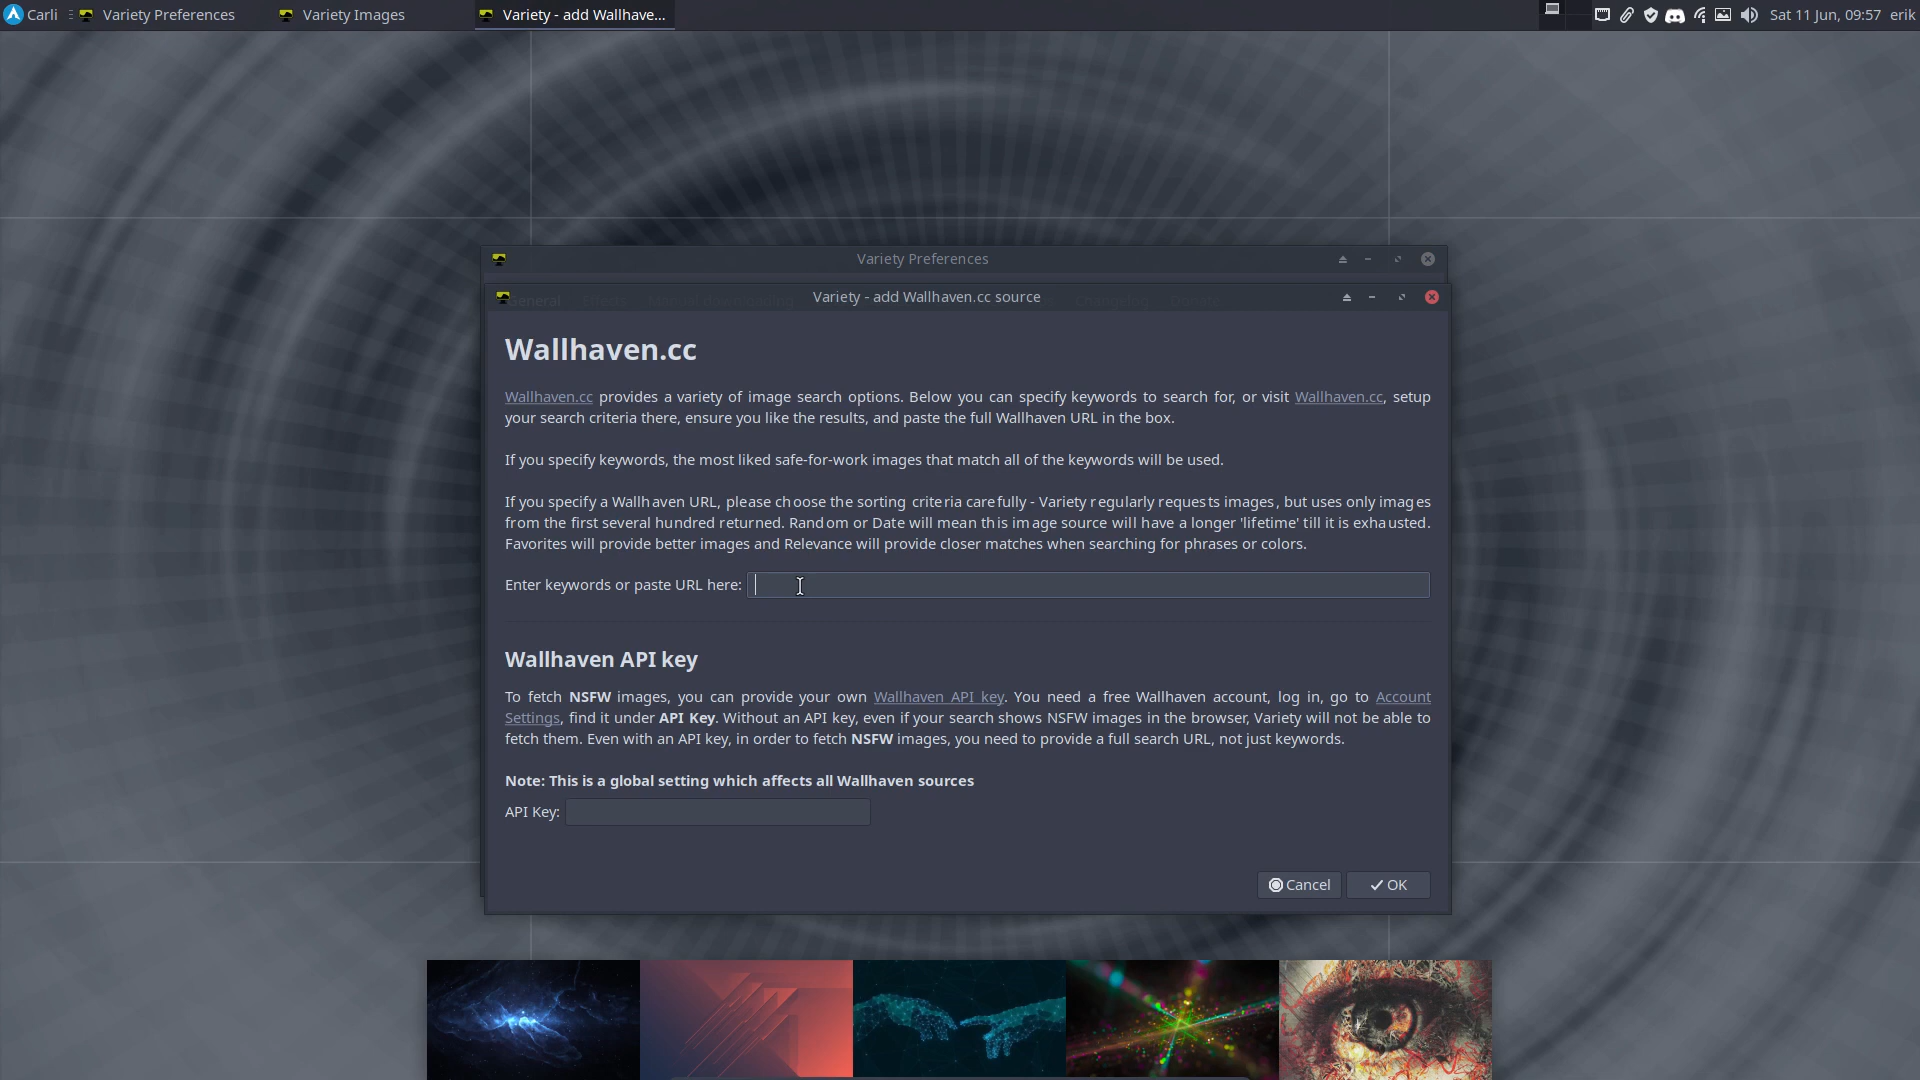 Carli
Variety Preferences
Variety Images
Variety - add Wallhave...
Sat 11 Jun, 09:57
erik
Variety Preferences
General Effects Manual downloading
Changelog
Variety - add Wallhaven.cc source
Wallhaven.cc
Wallhaven.cc provides a variety of image search options. Below you can specify keywords to search for, or visit Wallhaven.cc, setup
your search criteria there, ensure you like the results, and paste the full Wallhaven URL in the box.
If you specify keywords, the most liked safe-for-work images that match all of the keywords will be used.
If you specify a Wallhaven URL, please choose the sorting criteria carefully - Variety regularly requests images, but uses only images
from the first several hundred returned. Random or Date will mean this image source will have a longer 'lifetime' till it is exhausted.
Favorites will provide better images and Relevance will provide closer matches when searching for phrases or colors.
Enter keywords or paste URL here:
Wallhaven API key
To fetch NSFW images, you can provide your own Wallhaven API key. You need a free Wallhaven account, log in, go to Account
Settings, find it under API Key. Without an API key, even if your search shows NSFW images in the browser, Variety will not be able to
fetch them. Even with an API key, in order to fetch NSFW images, you need to provide a full search URL, not just keywords.
Note: This is a global setting which affects all Wallhaven sources
API Key:
Cancel
OK